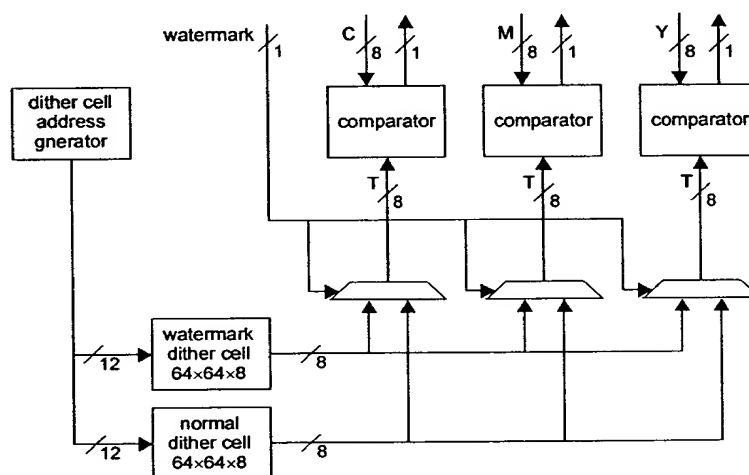 watermark
1
C
8
1
M
8
1
Y
8
1
dither cell
address
gnerator
comparator
comparator
comparator
T
8
T
8
T
8
12
watermark
dither cell
64×64×8
8
12
normal
dither cell
64×64×8
8